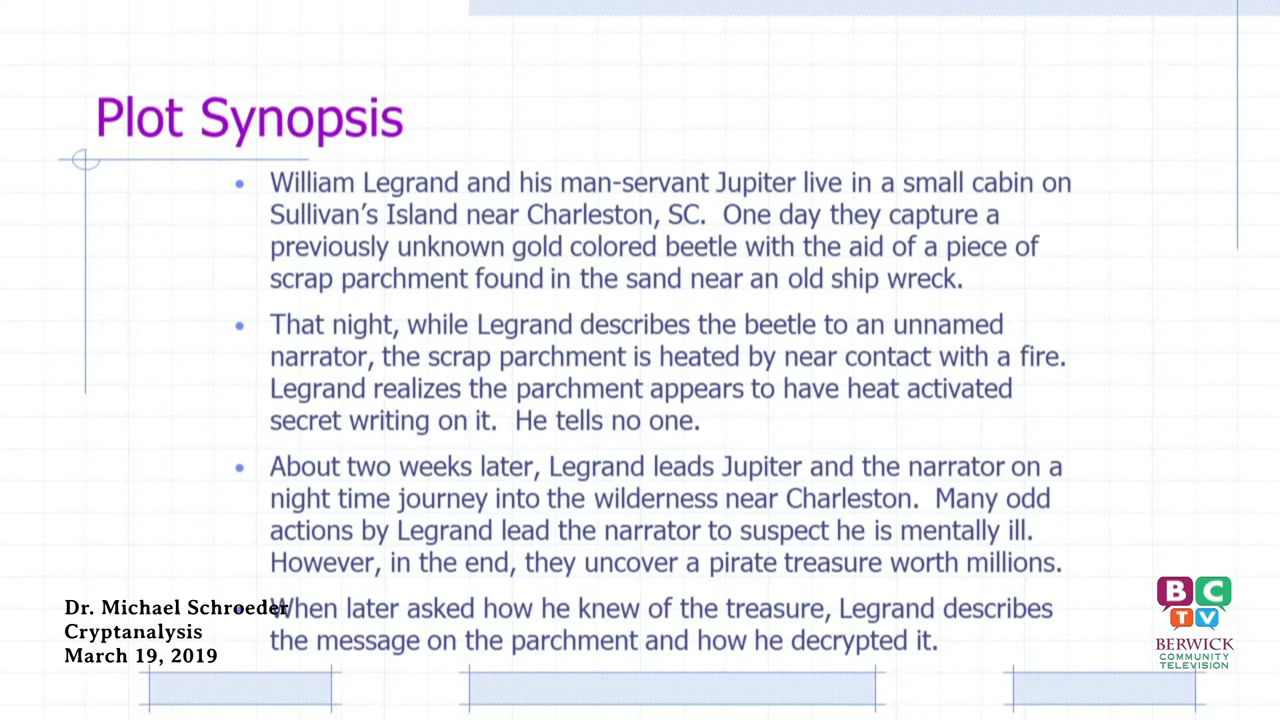 Plot Synopsis
• William Legrand and his man-servant Jupiter live in a small cabin on
Sullivan's Island near Charleston, SC. One day they capture a
previously unknown gold colored beetle with the aid of a piece of
scrap parchment found in the sand near an old ship wreck.
• That night, while Legrand describes the beetle to an unnamed
narrator, the scrap parchment is heated by near contact with a fire.
Legrand realizes the parchment appears to have heat activated
secret writing on it. He tells no one.
• About two weeks later, Legrand leads Jupiter and the narrator on a
night time journey into the wilderness near Charleston. Many odd
actions by Legrand lead the narrator to suspect he is mentally ill.
However, in the end, they uncover a pirate treasure worth millions.
• When later asked how he knew of the treasure, Legrand describes
the message on the parchment and how he decrypted it.
Dr. Michael Schroeder
Cryptanalysis
March 19, 2019
BC
TV
BERWICK
COMMUNITY
TELEVISION